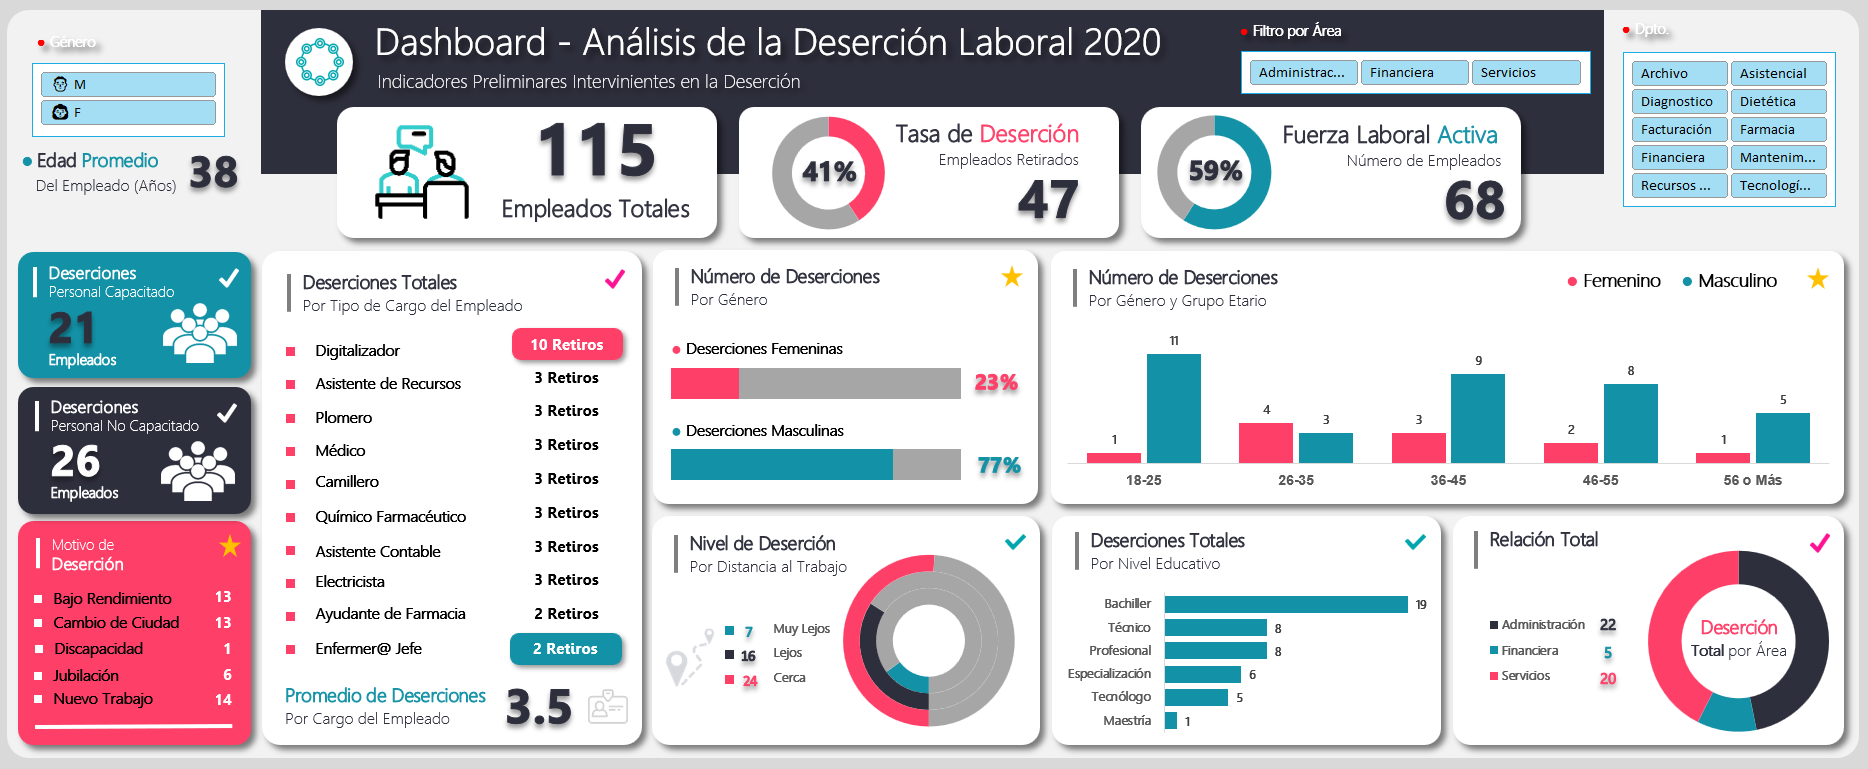 Género
M
F
Edad Promedio
Del Empleado (Años)
38
Dashboard - Análisis de la Deserción Laboral 2020
Indicadores Preliminares Intervinientes en la Deserción
Filtro por Área
Administrac...
Financiera
Servicios
Dpto.
Archivo
Asistencial
Diagnostico
Dietética
Facturación
Farmacia
Financiera
Mantenim...
Recursos ...
Tecnologí...
115
Empleados Totales
41%
Tasa de Deserción
Empleados Retirados
47
59%
Fuerza Laboral Activa
Número de Empleados
68
Deserciones
Personal Capacitado
21
Empleados
Deserciones
Personal No Capacitado
26
Empleados
Motivo de
Deserción
Bajo Rendimiento 13
Cambio de Ciudad 13
Discapacidad 1
Jubilación 6
Nuevo Trabajo 14
Deserciones Totales
Por Tipo de Cargo del Empleado
Digitalizador 10 Retiros
Asistente de Recursos 3 Retiros
Plomero 3 Retiros
Médico 3 Retiros
Camillero 3 Retiros
Químico Farmacéutico 3 Retiros
Asistente Contable 3 Retiros
Electricista 3 Retiros
Ayudante de Farmacia 2 Retiros
Enfermer@ Jefe 2 Retiros
Promedio de Deserciones
Por Cargo del Empleado
3.5
Número de Deserciones
Por Género
Deserciones Femeninas
23%
Deserciones Masculinas
77%
Número de Deserciones
Por Género y Grupo Etario
Femenino
Masculino
1 11 4 3 3 9 2 8 1 5
18-25 26-35 36-45 46-55 56 o Más
Nivel de Deserción
Por Distancia al Trabajo
7 Muy Lejos
16 Lejos
24 Cerca
Deserciones Totales
Por Nivel Educativo
Bachiller 19
Técnico 8
Profesional 8
Especialización 6
Tecnólogo 5
Maestría 1
Relación Total
Administración 22
Financiera 5
Servicios 20
Deserción
Total por Área